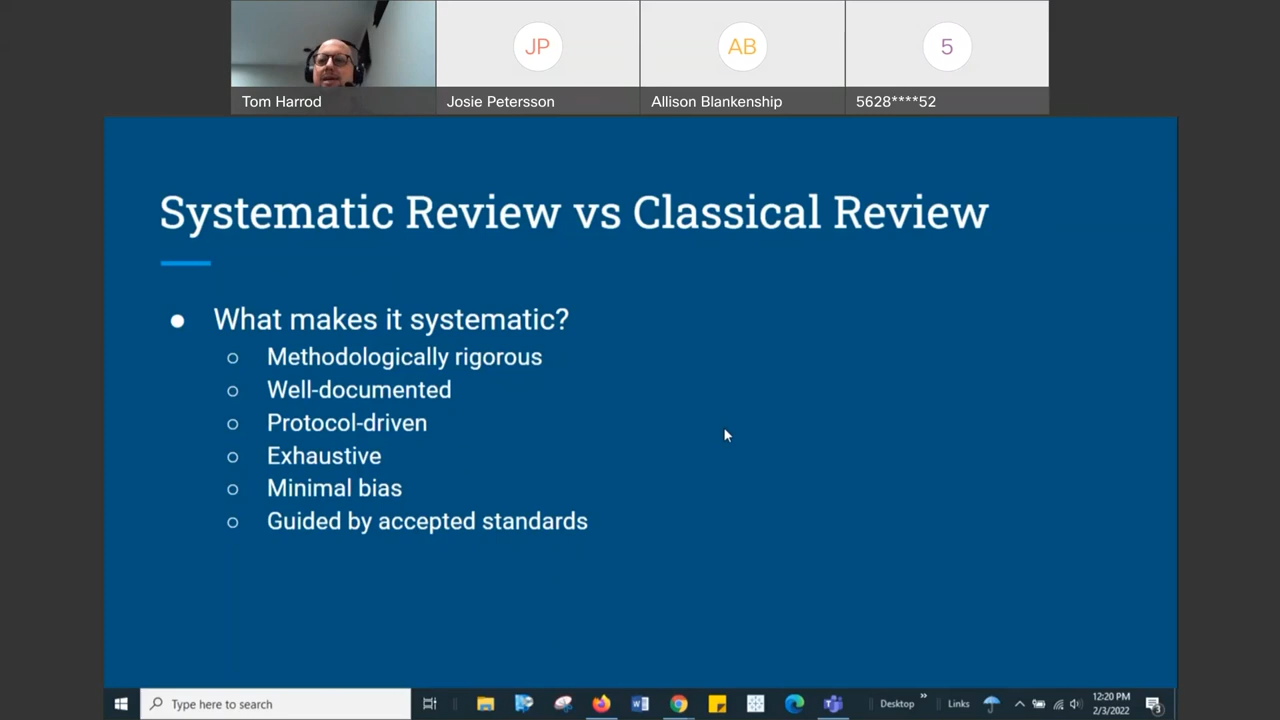 JP
AB
5
Tom Harrod
Josie Petersson
Allison Blankenship
5628****52
Systematic Review vs Classical Review
What makes it systematic?
Methodologically rigorous
Well-documented
Protocol-driven
Exhaustive
Minimal bias
Guided by accepted standards
Type here to search
Desktop
»
Links
12:20 PM
2/3/2022
3